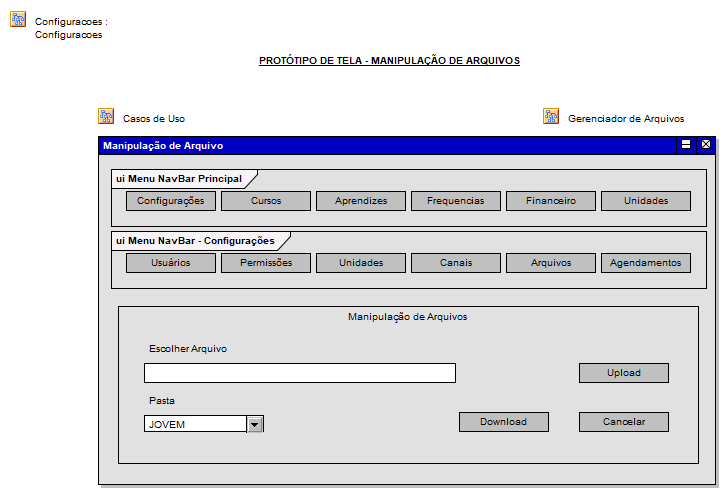 Configuracoes :
Configuracoes
PROTÓTIPO DE TELA - MANIPULAÇÃO DE ARQUIVOS
Casos de Uso
Gerenciador de Arquivos
Manipulação de Arquivo
ui Menu NavBar Principal
Configurações Cursos Aprendizes Frequencias Financeiro Unidades
ui Menu NavBar - Configurações
Usuários Permissões Unidades Canais Arquivos Agendamentos
Manipulação de Arquivos
Escolher Arquivo
Upload
Pasta
JOVEM Download Cancelar